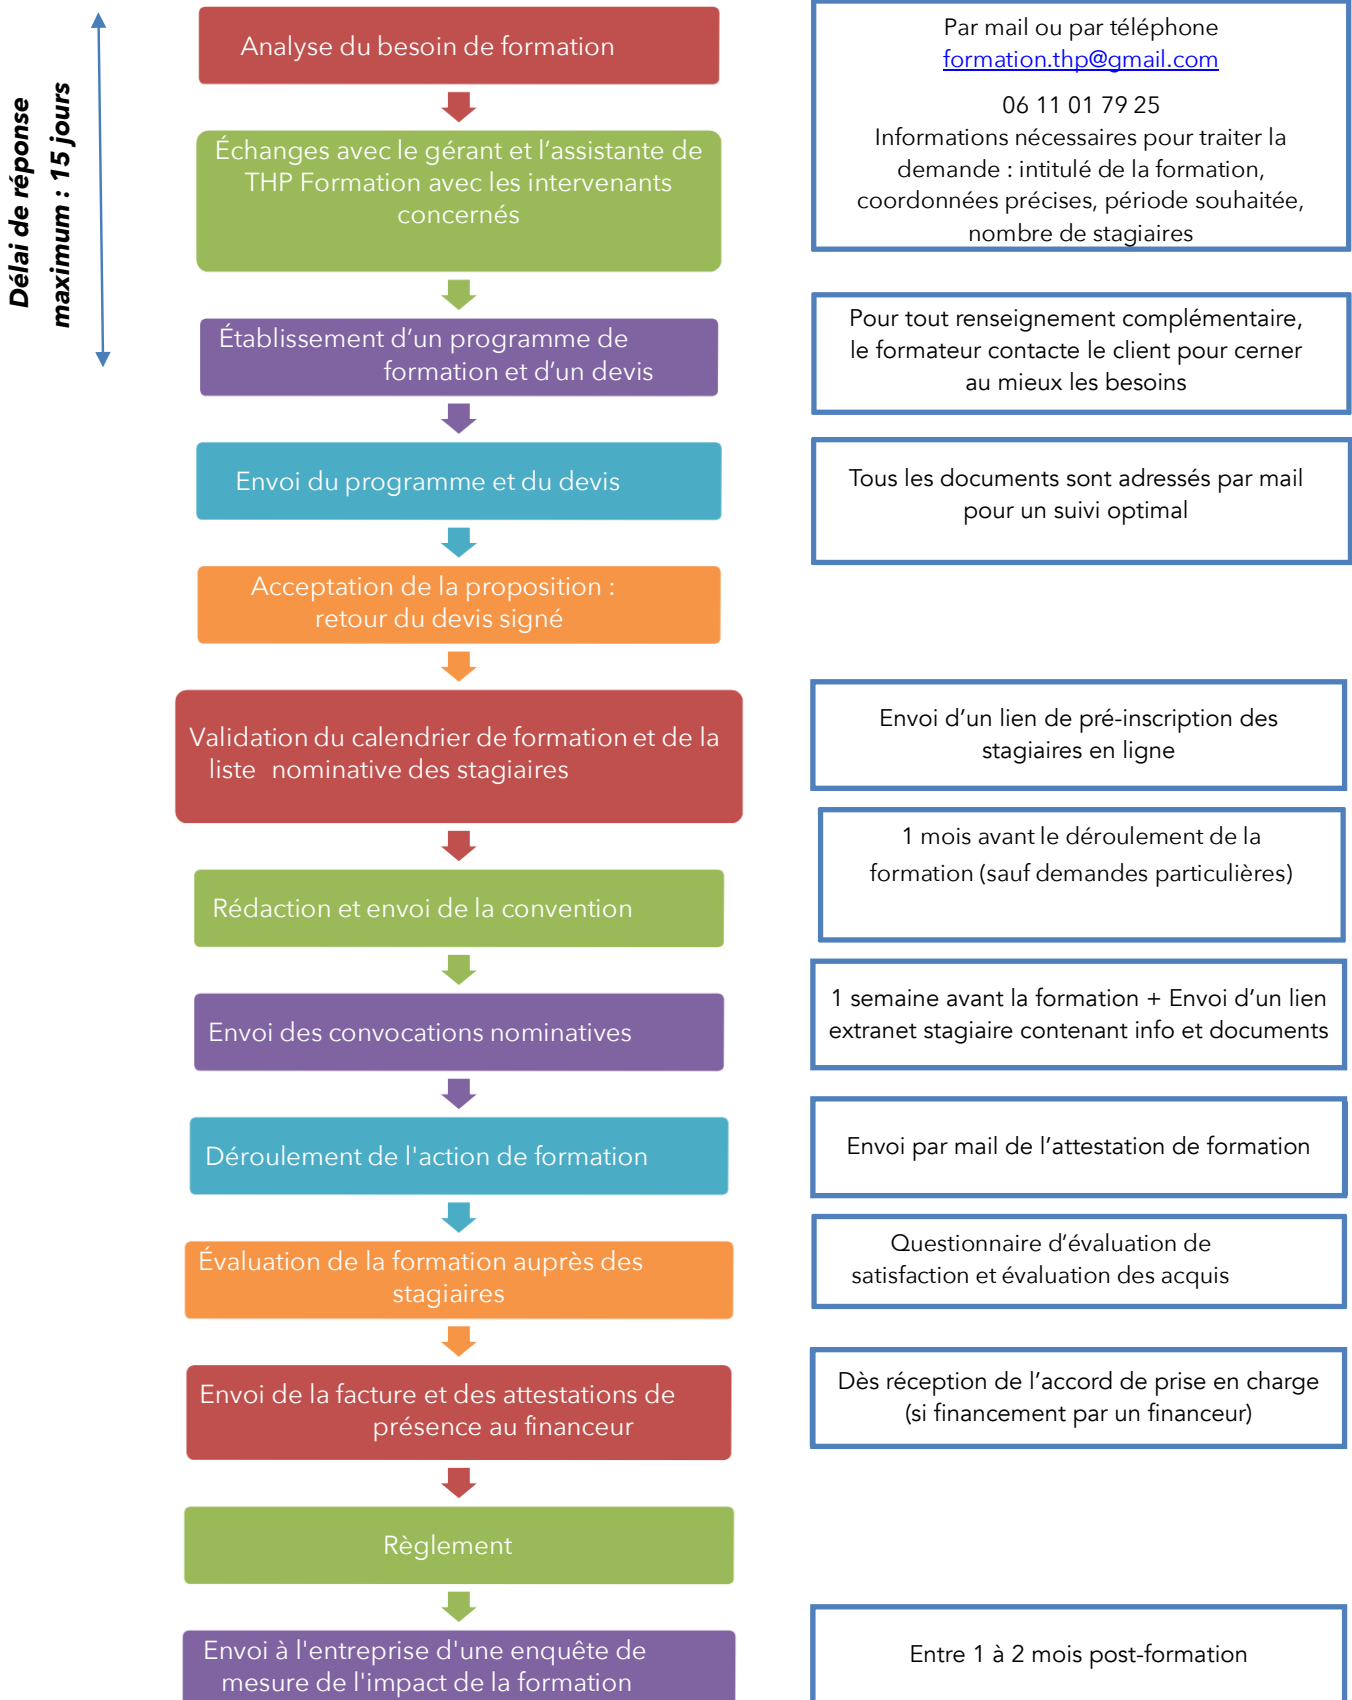 Délai de réponse
maximum : 15 jours
Analyse du besoin de formation
Par mail ou par téléphone
formation.thp@gmail.com
06 11 01 79 25
Informations nécessaires pour traiter la
demande : intitulé de la formation,
coordonnées précises, période souhaitée,
nombre de stagiaires
Échanges avec le gérant et l’assistante de
THP Formation avec les intervenants
concernés
Établissement d’un programme de
formation et d’un devis
Pour tout renseignement complémentaire,
le formateur contacte le client pour cerner
au mieux les besoins
Envoi du programme et du devis
Tous les documents sont adressés par mail
pour un suivi optimal
Acceptation de la proposition :
retour du devis signé
Validation du calendrier de formation et de la
liste nominative des stagiaires
Envoi d’un lien de pré-inscription des
stagiaires en ligne
Rédaction et envoi de la convention
1 mois avant le déroulement de la
formation (sauf demandes particulières)
Envoi des convocations nominatives
1 semaine avant la formation + Envoi d’un lien
extranet stagiaire contenant info et documents
Déroulement de l'action de formation
Envoi par mail de l’attestation de formation
Évaluation de la formation auprès des
stagiaires
Questionnaire d’évaluation de
satisfaction et évaluation des acquis
Envoi de la facture et des attestations de
présence au financeur
Dès réception de l’accord de prise en charge
(si financement par un financeur)
Règlement
Envoi à l'entreprise d'une enquête de
mesure de l'impact de la formation
Entre 1 à 2 mois post-formation